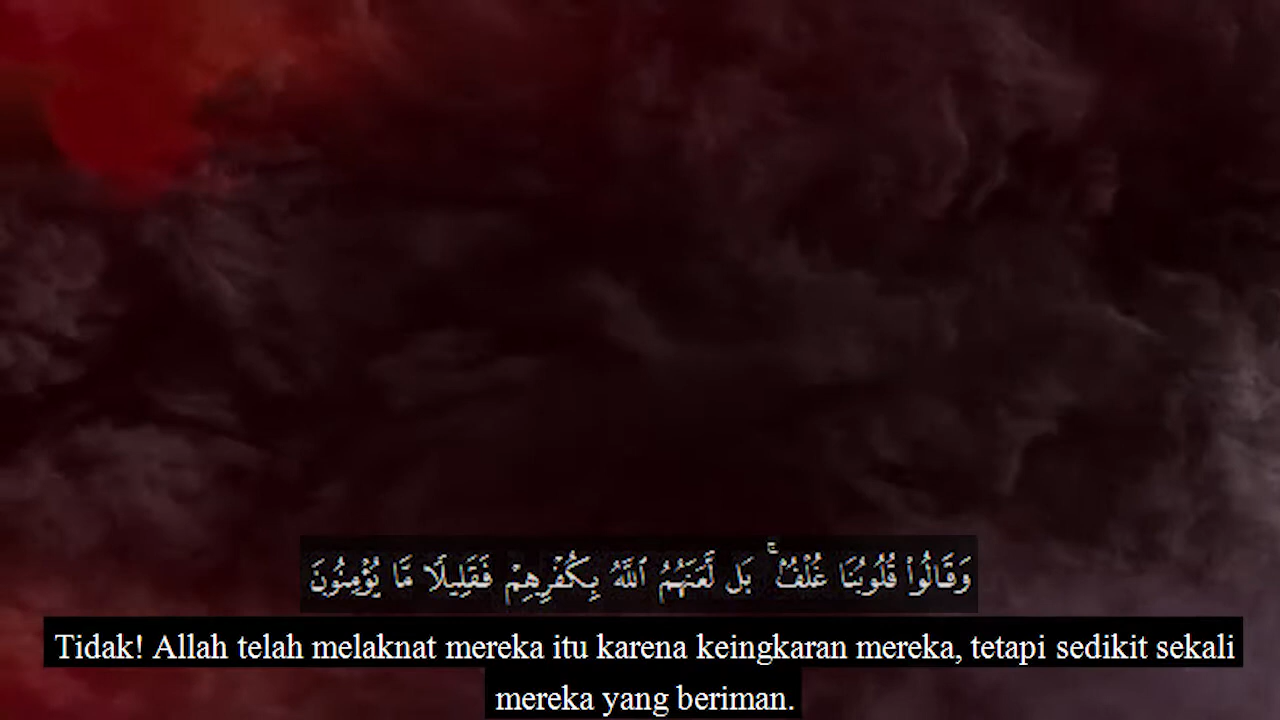 وَقَالُوا۟ قُلُوبُنَا غُلْفٌۢ ۚ بَل لَّعَنَهُمُ ٱللَّهُ بِكُفْرِهِمْ فَقَلِيلًا مَّا يُؤْمِنُونَ
Tidak! Allah telah melaknat mereka itu karena keingkaran mereka, tetapi sedikit sekali
mereka yang beriman.